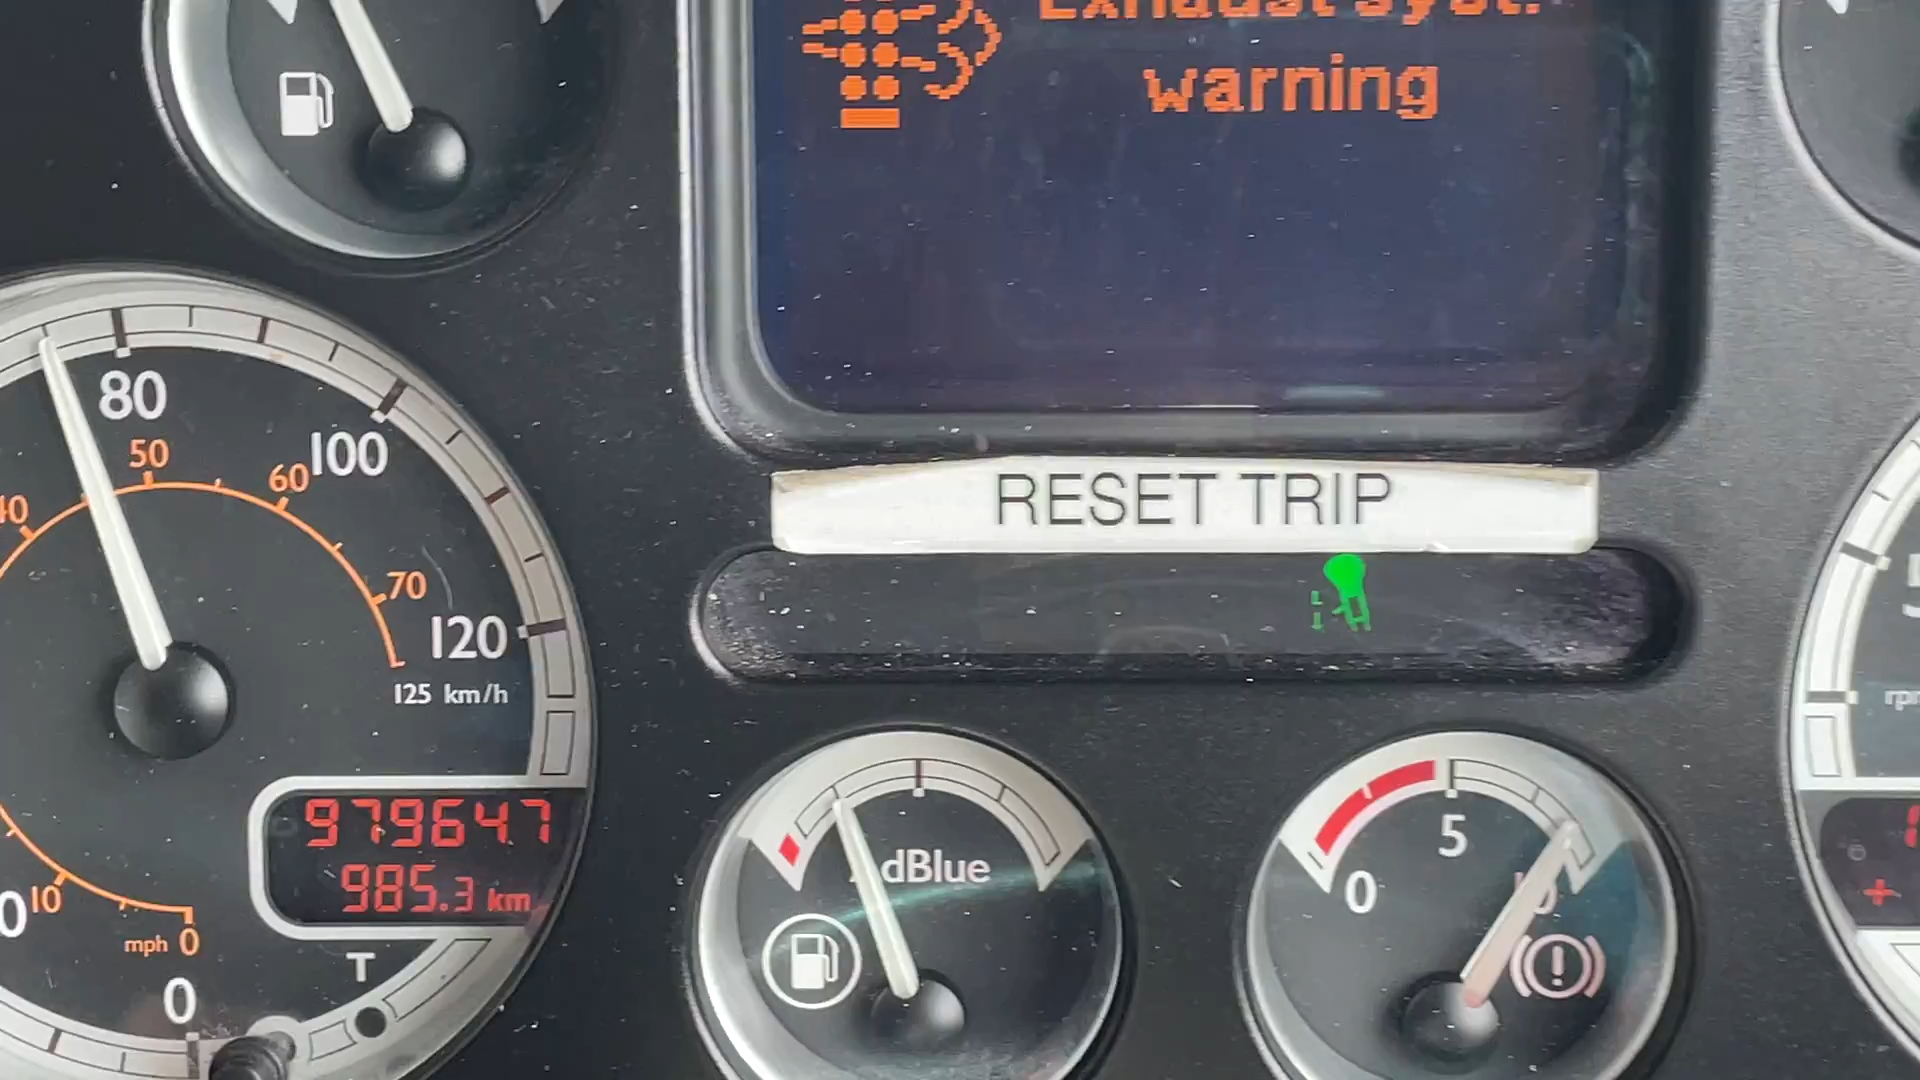 Exhaust syst.
warning
RESET TRIP
80
100
120
125 km/h
40
50
60
70
10
mph 0
0
979647
985.3 km
T
dBlue
0
5